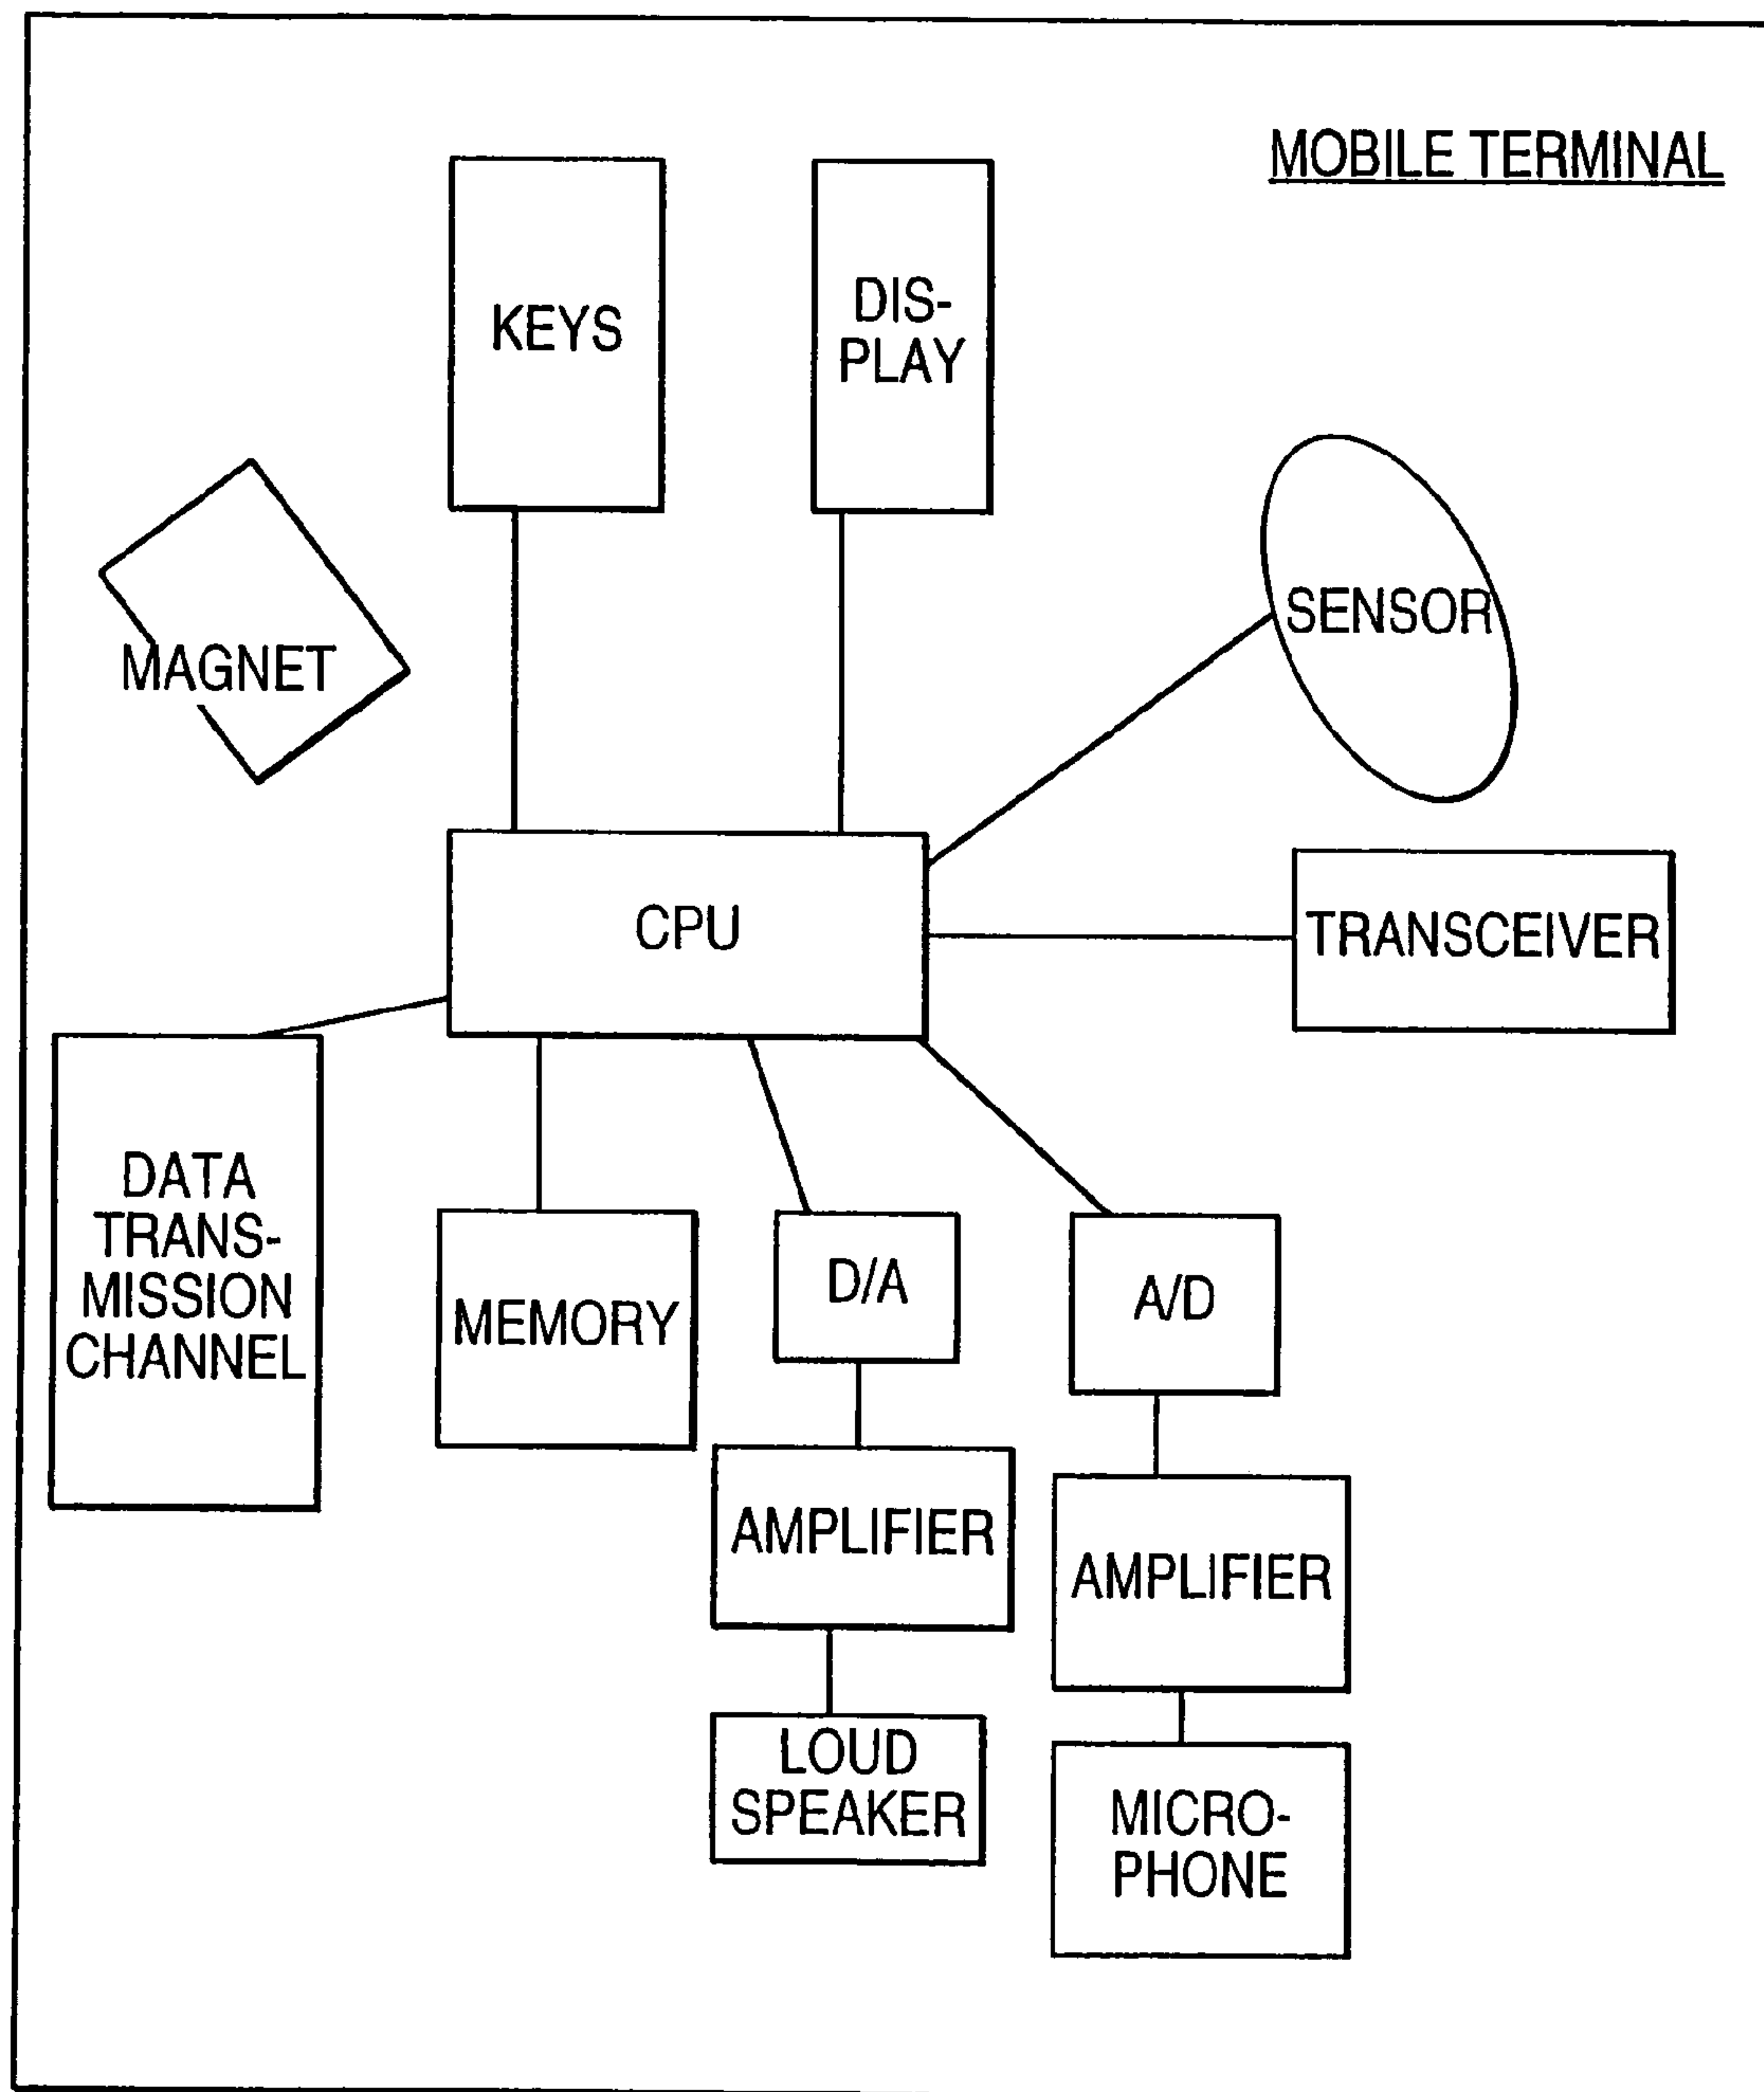 MOBILE TERMINAL
KEYS
DIS-
PLAY
MAGNET
SENSOR
CPU
TRANSCEIVER
DATA
TRANS-
MISSION
CHANNEL
MEMORY
D/A
A/D
AMPLIFIER
AMPLIFIER
LOUD
SPEAKER
MICRO-
PHONE